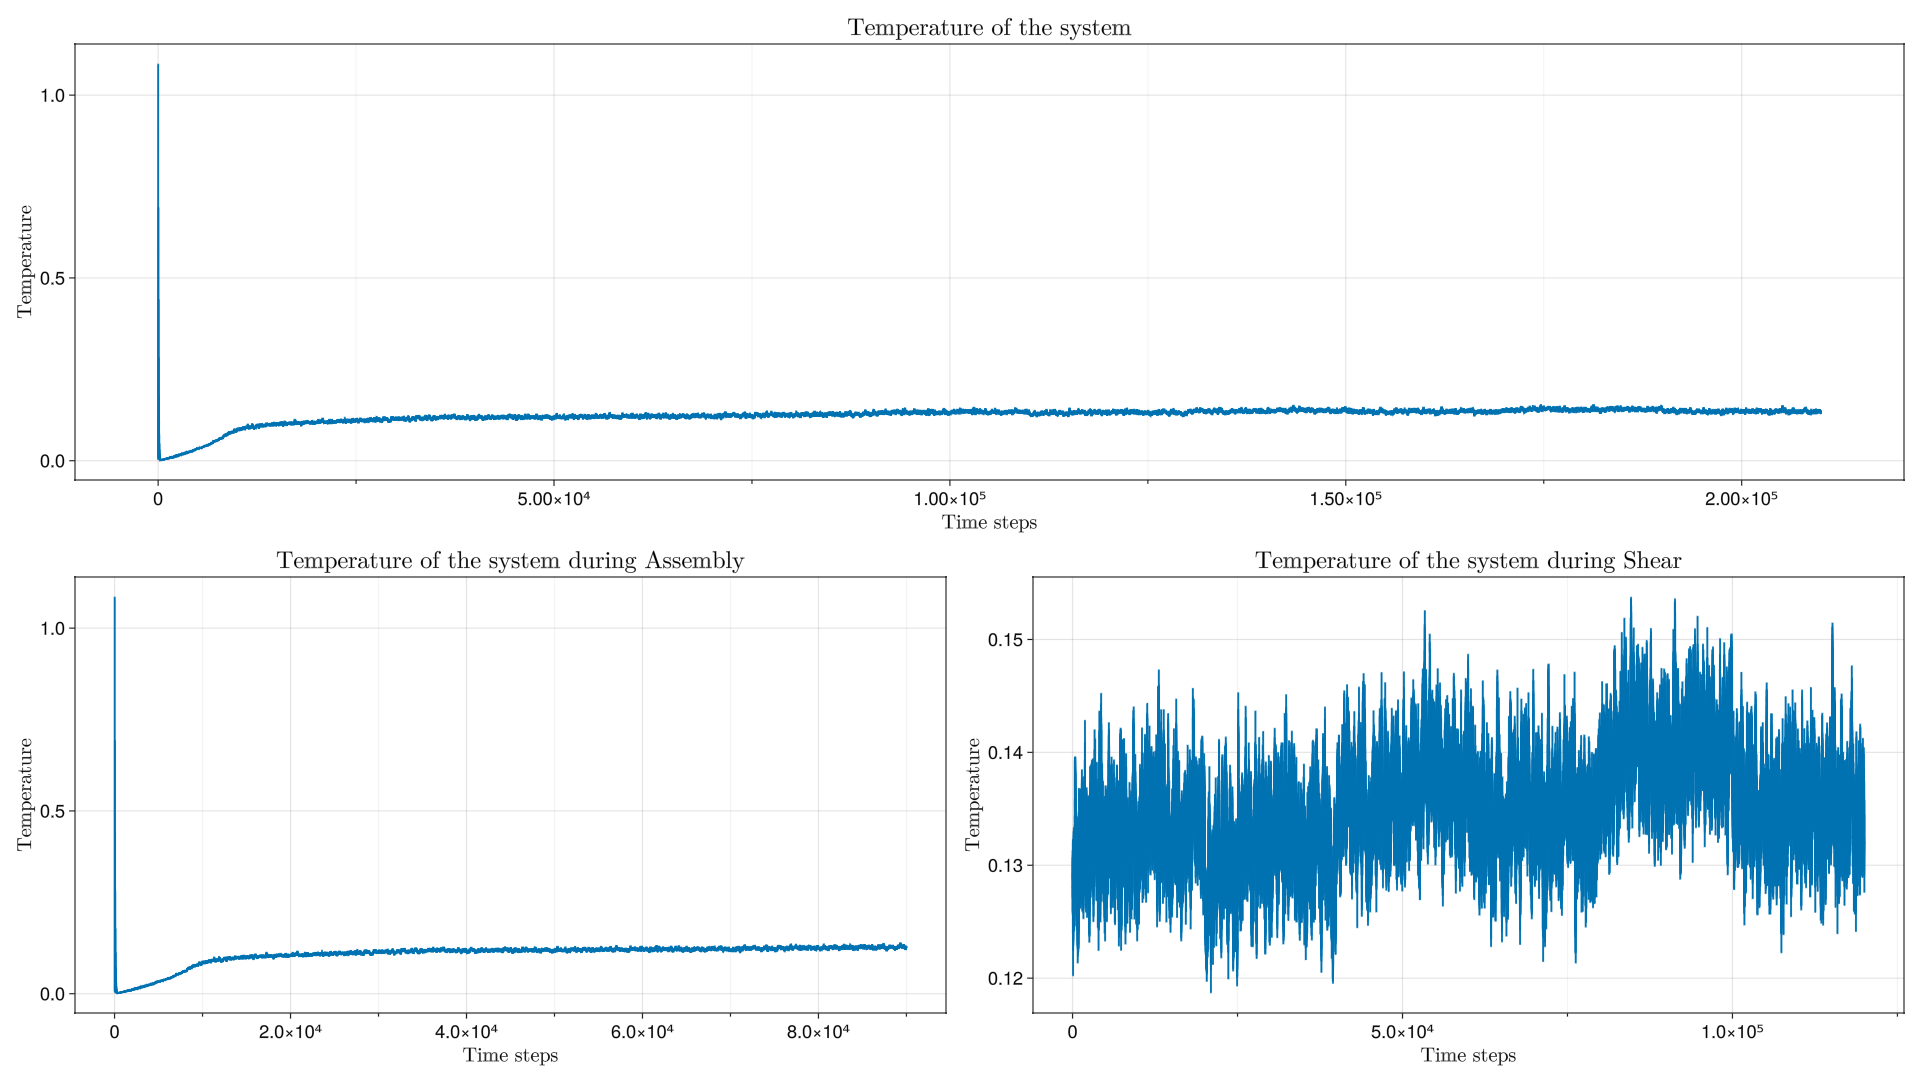 Temperature of the system
Temperature
1.0
0.5
0.0
0 5.00×10⁴ 1.00×10⁵ 1.50×10⁵ 2.00×10⁵
Time steps
Temperature of the system during Assembly
Temperature
1.0
0.5
0.0
0 2.0×10⁴ 4.0×10⁴ 6.0×10⁴ 8.0×10⁴
Time steps
Temperature of the system during Shear
Temperature
0.15
0.14
0.13
0.12
0 5.0×10⁴ 1.0×10⁵
Time steps